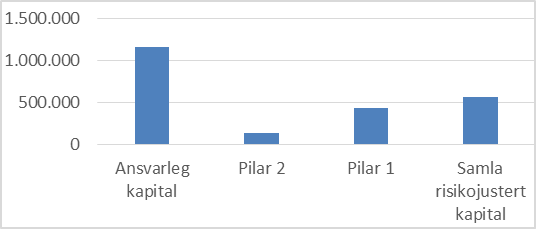 1.500.000
1.000.000
500.000
0
Ansvarleg
kapital
Pilar 2
Pilar 1
Samla
risikojustert
kapital